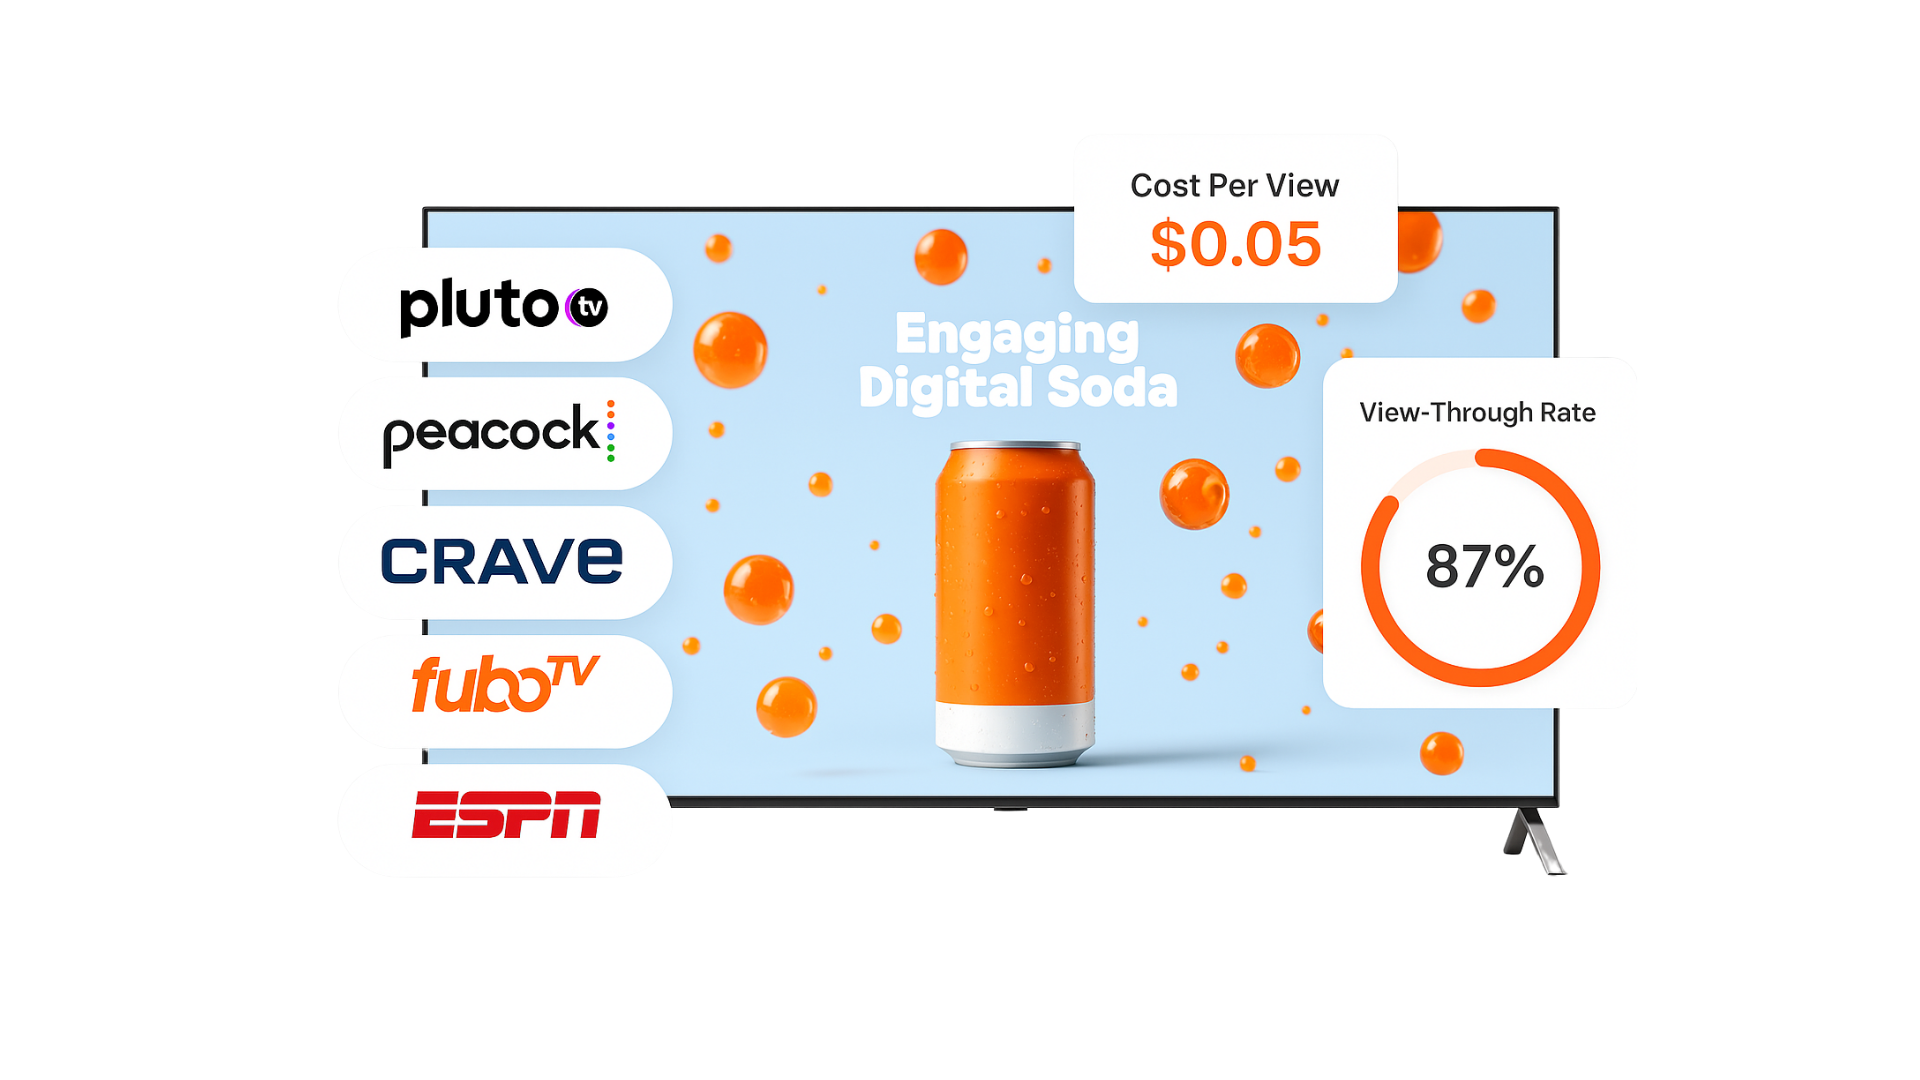 Cost Per View
$0.05
pluto tv
peacock
CRAVE
fuboTV
ESPN
Engaging
Digital Soda
View-Through Rate
87%